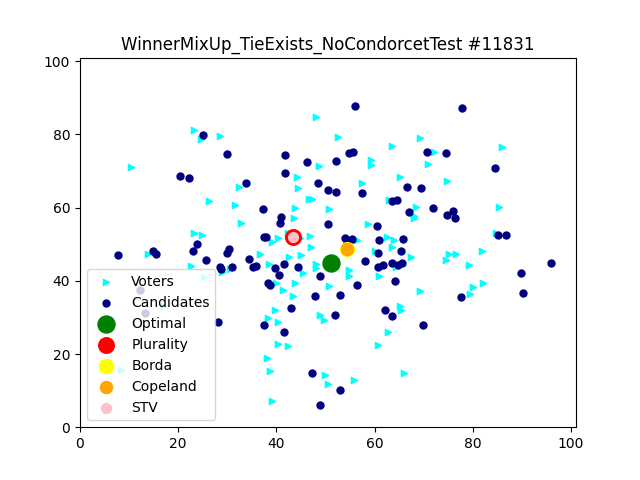 WinnerMixUp_TieExists_NoCondorcetTest #11831
100
80
60
40
20
0
Voters
Candidates
Optimal
Plurality
Borda
Copeland
STV
0 20 40 60 80 100